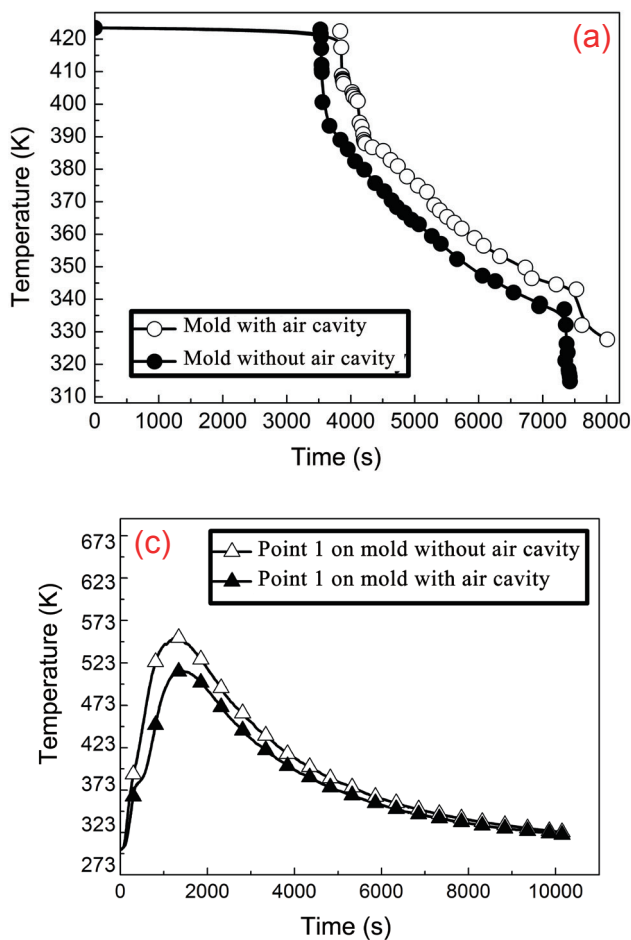 (a)
420
410
400
390
380
370
360
350
340
330
320
310
Temperature (K)
Mold with air cavity
Mold without air cavity
0 1000 2000 3000 4000 5000 6000 7000 8000
Time (s)
(c)
673
623
573
523
473
423
373
323
273
Temperature (K)
Point 1 on mold without air cavity
Point 1 on mold with air cavity
0 2000 4000 6000 8000 10000
Time (s)